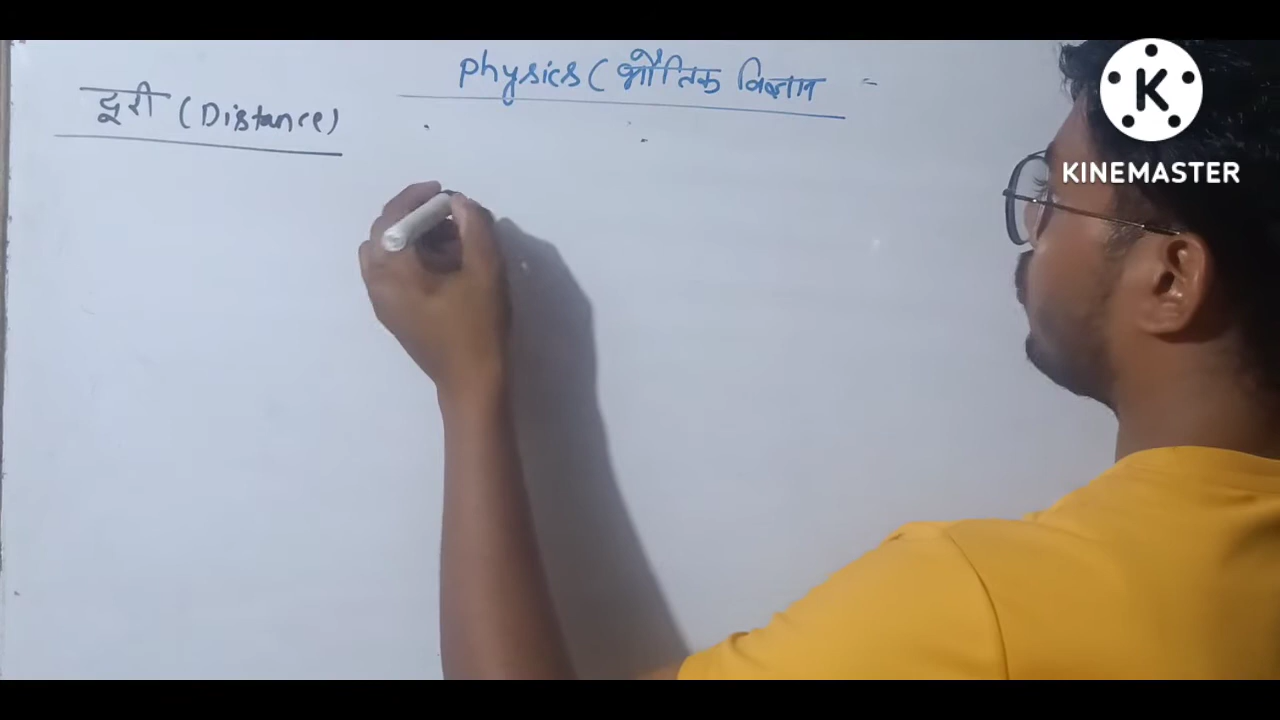 Physics (भौतिक विज्ञान =
दूरी (Distance)
KINEMASTER